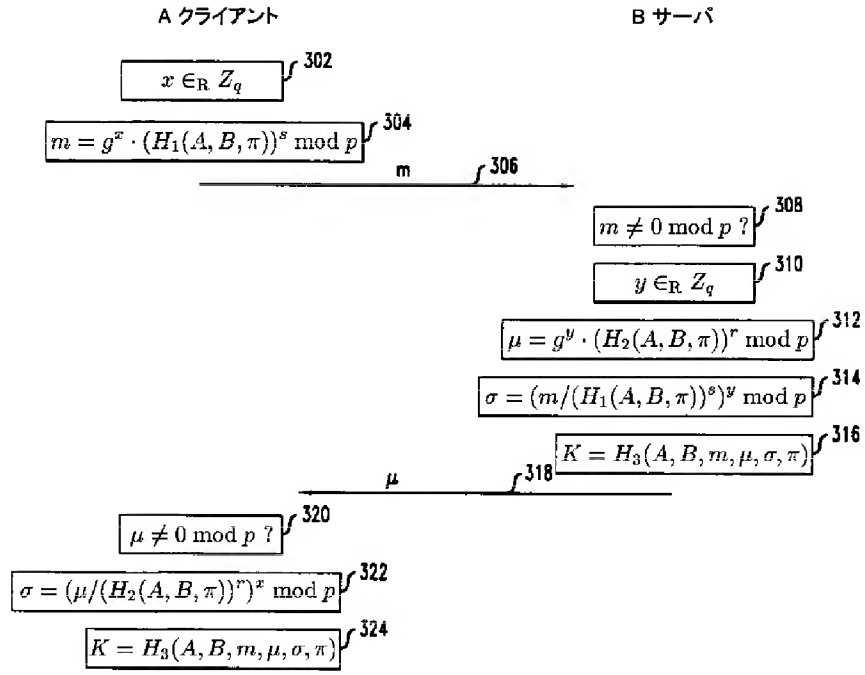 A クライアント B サーバ
302
x ∈R Zq
304
m = g^x · (H1(A, B, π))^s mod p
m 306
308
m ≠ 0 mod p ?
310
y ∈R Zq
312
μ = g^y · (H2(A, B, π))^r mod p
314
σ = (m/(H1(A, B, π))^s)^y mod p
316
K = H3(A, B, m, μ, σ, π)
μ 318
320
μ ≠ 0 mod p ?
322
σ = (μ/(H2(A, B, π))^r)^x mod p
324
K = H3(A, B, m, μ, σ, π)